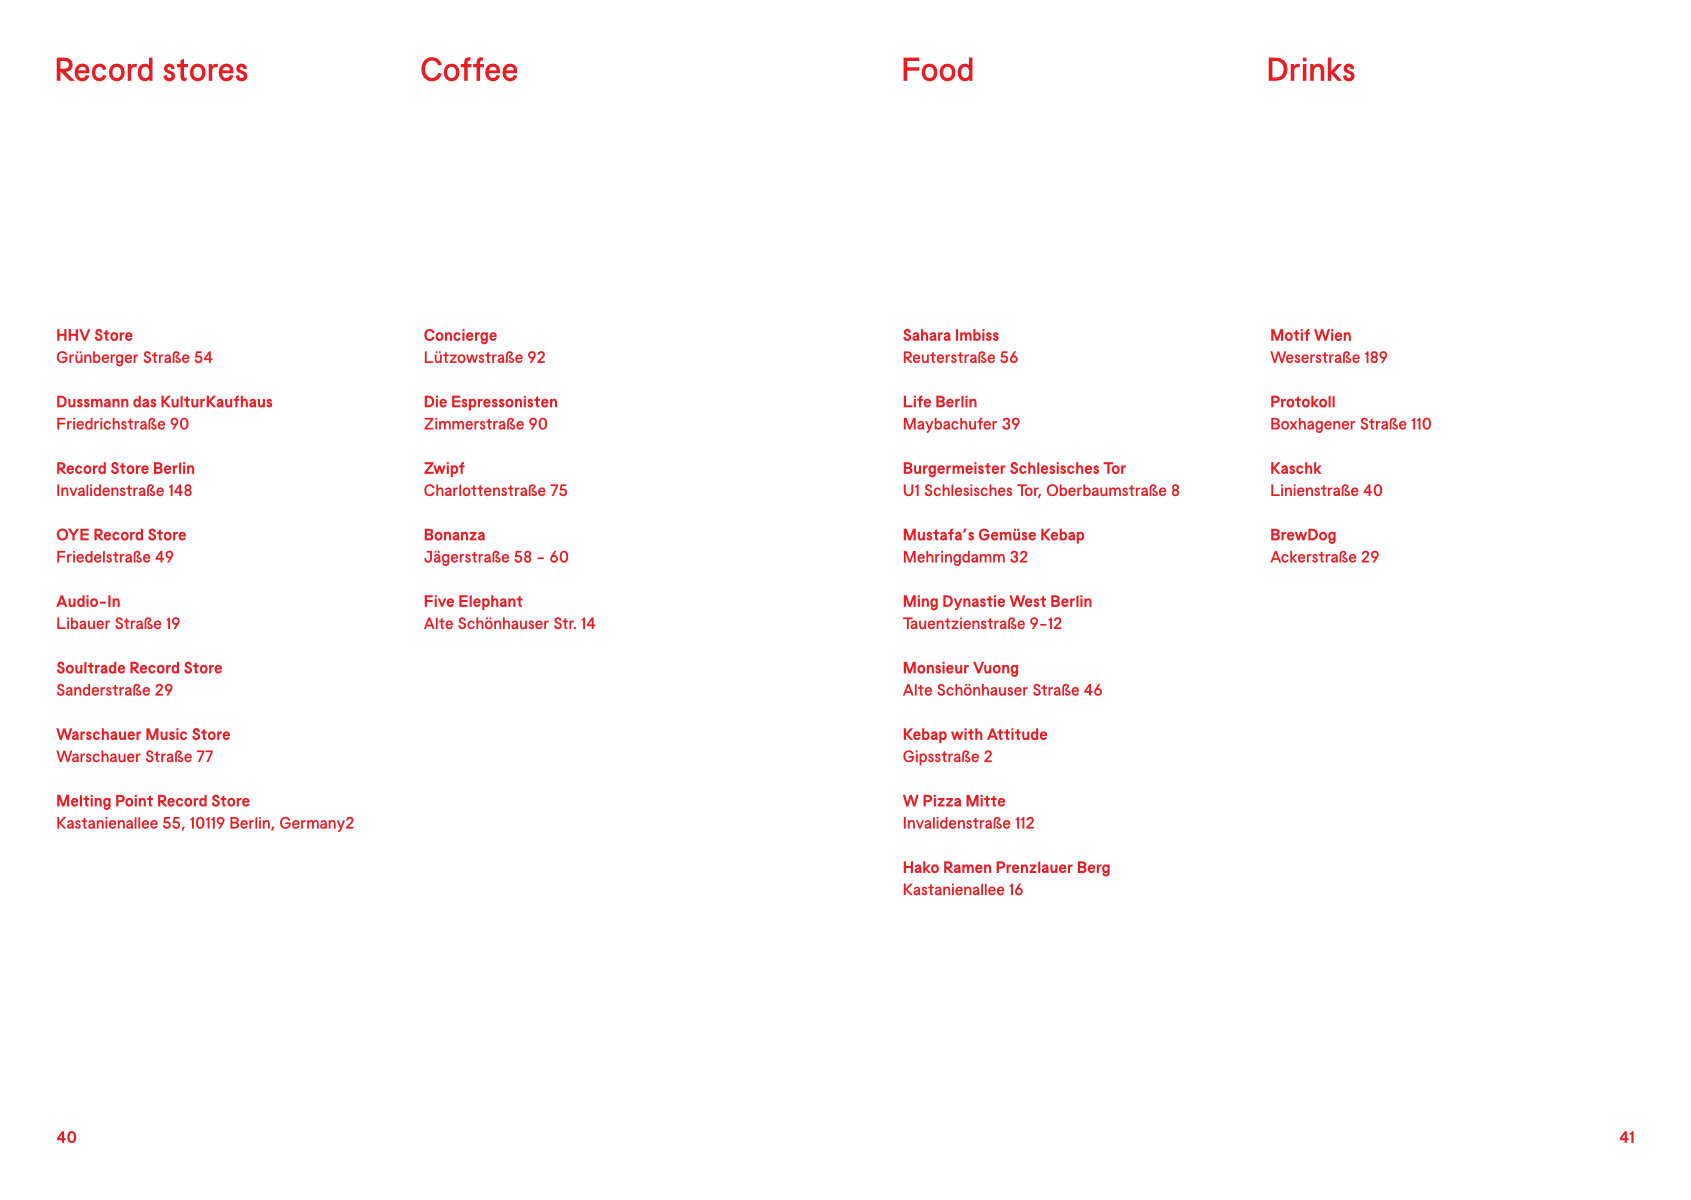 Record stores
HHV Store
Grünberger Straße 54
Dussmann das KulturKaufhaus
Friedrichstraße 90
Record Store Berlin
Invalidenstraße 148
OYE Record Store
Friedelstraße 49
Audio-In
Libauer Straße 19
Soultrade Record Store
Sanderstraße 29
Warschauer Music Store
Warschauer Straße 77
Melting Point Record Store
Kastanienallee 55, 10119 Berlin, Germany2
Coffee
Concierge
Lützowstraße 92
Die Espressonisten
Zimmerstraße 90
Zwipf
Charlottenstraße 75
Bonanza
Jägerstraße 58 - 60
Five Elephant
Alte Schönhauser Str. 14
40
Food
Sahara Imbiss
Reuterstraße 56
Life Berlin
Maybachufer 39
Burgermeister Schlesisches Tor
U1 Schlesisches Tor, Oberbaumstraße 8
Mustafa’s Gemüse Kebap
Mehringdamm 32
Ming Dynastie West Berlin
Tauentzienstraße 9-12
Monsieur Vuong
Alte Schönhauser Straße 46
Kebap with Attitude
Gipsstraße 2
W Pizza Mitte
Invalidenstraße 112
Hako Ramen Prenzlauer Berg
Kastanienallee 16
Drinks
Motif Wien
Weserstraße 189
Protokoll
Boxhagener Straße 110
Kaschk
Linienstraße 40
BrewDog
Ackerstraße 29
41